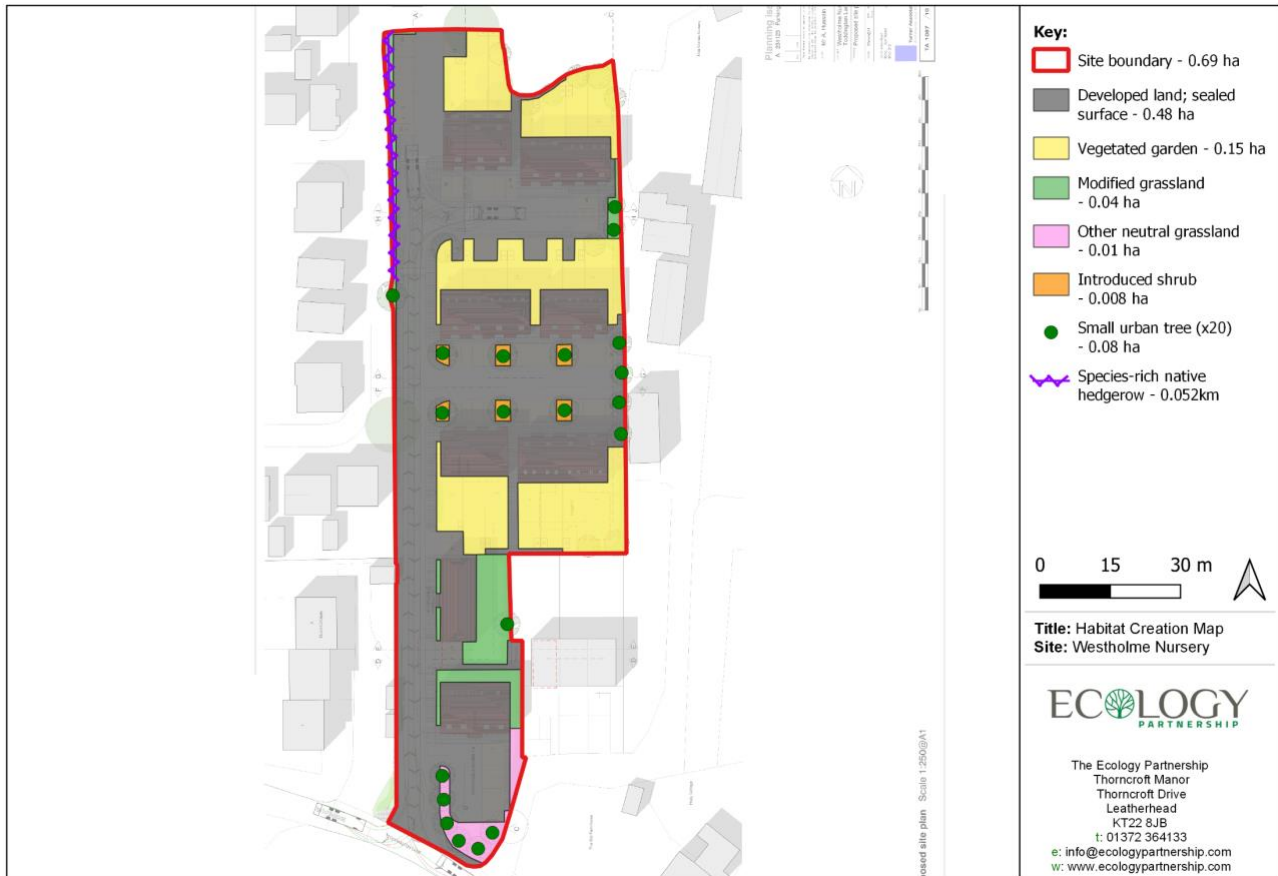 Key:
Site boundary - 0.69 ha
Developed land; sealed
surface - 0.48 ha
Vegetated garden - 0.15 ha
Modified grassland
- 0.04 ha
Other neutral grassland
- 0.01 ha
Introduced shrub
- 0.008 ha
Small urban tree (x20)
- 0.08 ha
Species-rich native
hedgerow - 0.052km
0 15 30 m
Title: Habitat Creation Map
Site: Westholme Nursery
ECOLOGY
PARTNERSHIP
The Ecology Partnership
Thorncroft Manor
Thorncroft Drive
Leatherhead
KT22 8JB
t: 01372 364133
e: info@ecologypartnership.com
w: www.ecologypartnership.com
osed site plan Scale 1:250@A1